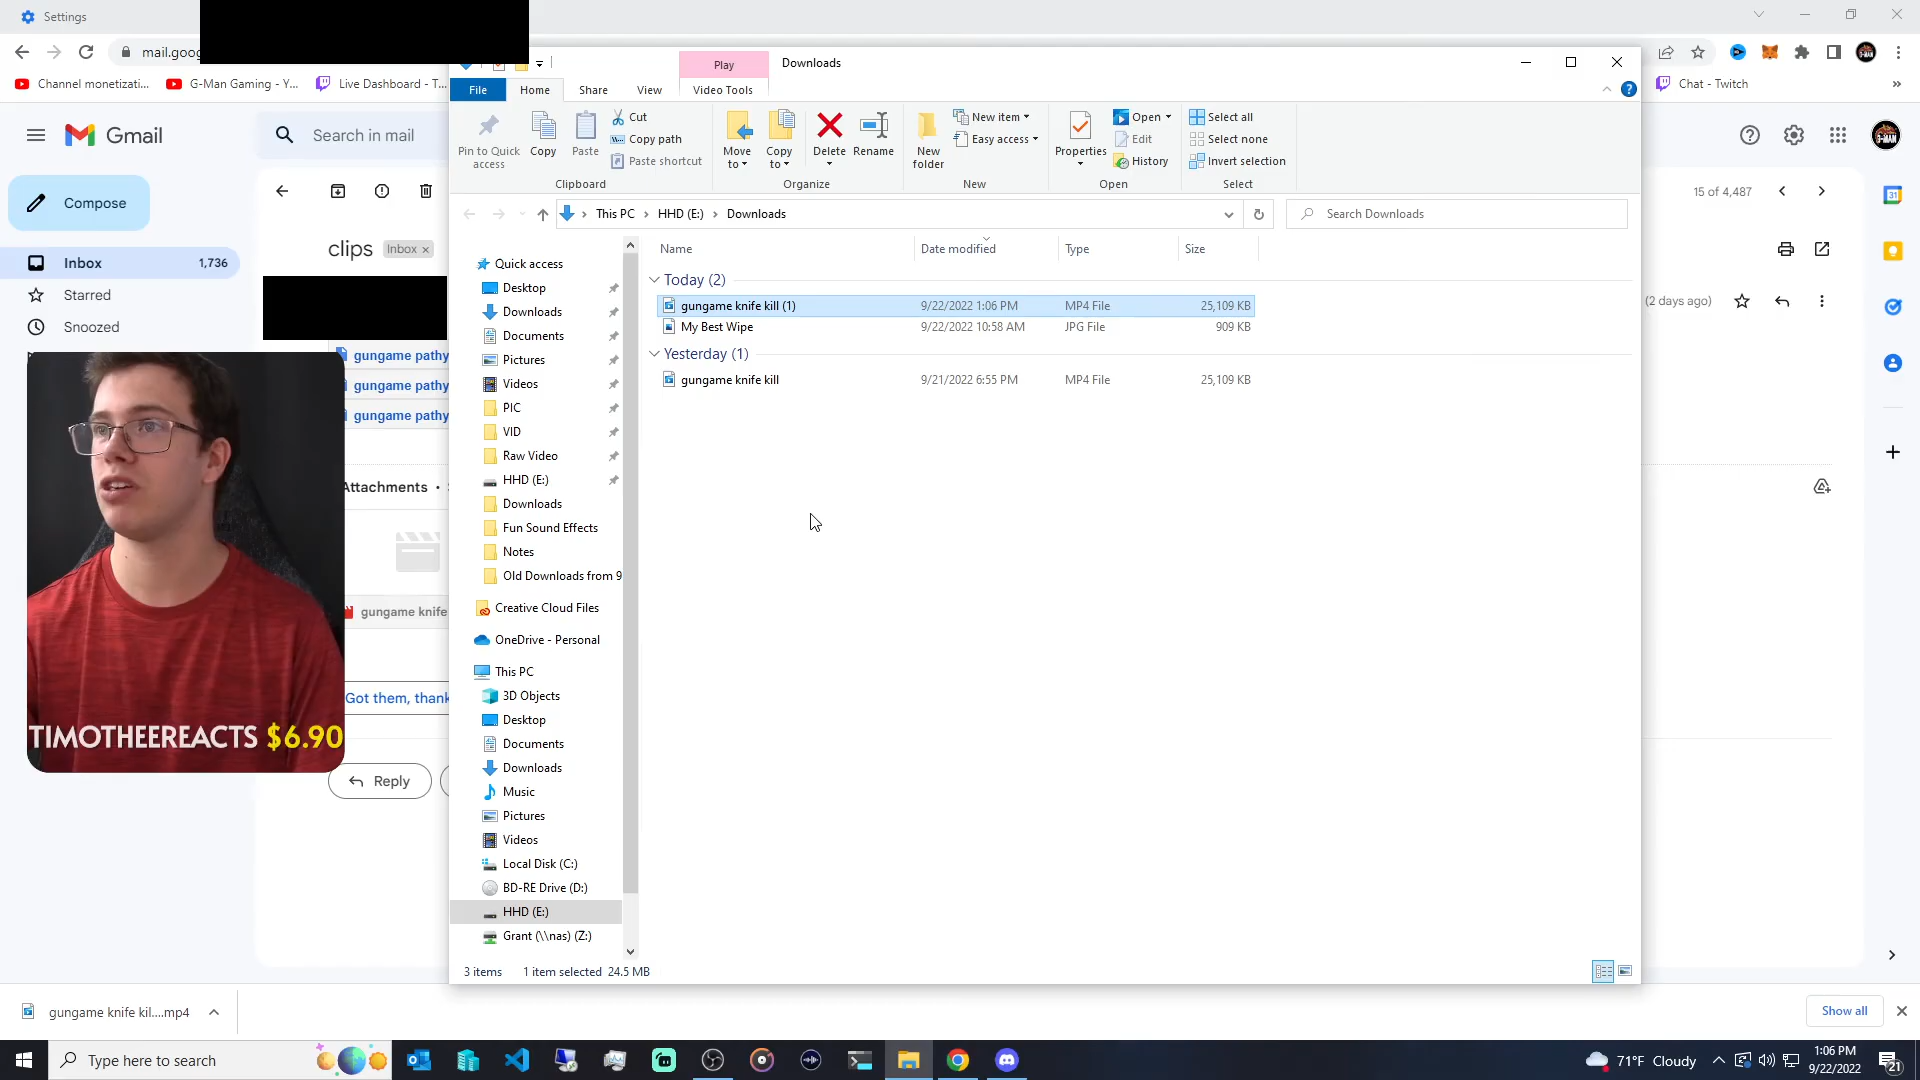 Settings
mail.goog
Channel monetizati...
G-Man Gaming - Y...
Live Dashboard - T...
Chat - Twitch
»
Play
Downloads
File
Home
Share
View
Video Tools
Pin to Quick access
Copy
Paste
Cut
Copy path
Paste shortcut
Clipboard
Move to
Copy to
Delete
Rename
Organize
New folder
New item
Easy access
New
Properties
Open
Edit
History
Open
Select all
Select none
Invert selection
Select
This PC
HHD (E:)
Downloads
Search Downloads
Gmail
Search in mail
Compose
Inbox 1,736
Starred
Snoozed
clips
Inbox ×
15 of 4,487
(2 days ago)
gungame pathy
gungame pathy
gungame pathy
Attachments •
gungame knife
Got them, thank
Reply
TIMOTHEEREACTS $6.90
Quick access
Desktop
Downloads
Documents
Pictures
Videos
PIC
VID
Raw Video
HHD (E:)
Downloads
Fun Sound Effects
Notes
Old Downloads from 9
Creative Cloud Files
OneDrive - Personal
This PC
3D Objects
Desktop
Documents
Downloads
Music
Pictures
Videos
Local Disk (C:)
BD-RE Drive (D:)
HHD (E:)
Grant (\\nas) (Z:)
Name Date modified Type Size
Today (2)
gungame knife kill (1) 9/22/2022 1:06 PM MP4 File 25,109 KB
My Best Wipe 9/22/2022 10:58 AM JPG File 909 KB
Yesterday (1)
gungame knife kill 9/21/2022 6:55 PM MP4 File 25,109 KB
3 items 1 item selected 24.5 MB
gungame knife kil....mp4
Show all
Type here to search
71°F Cloudy
1:06 PM
9/22/2022
21